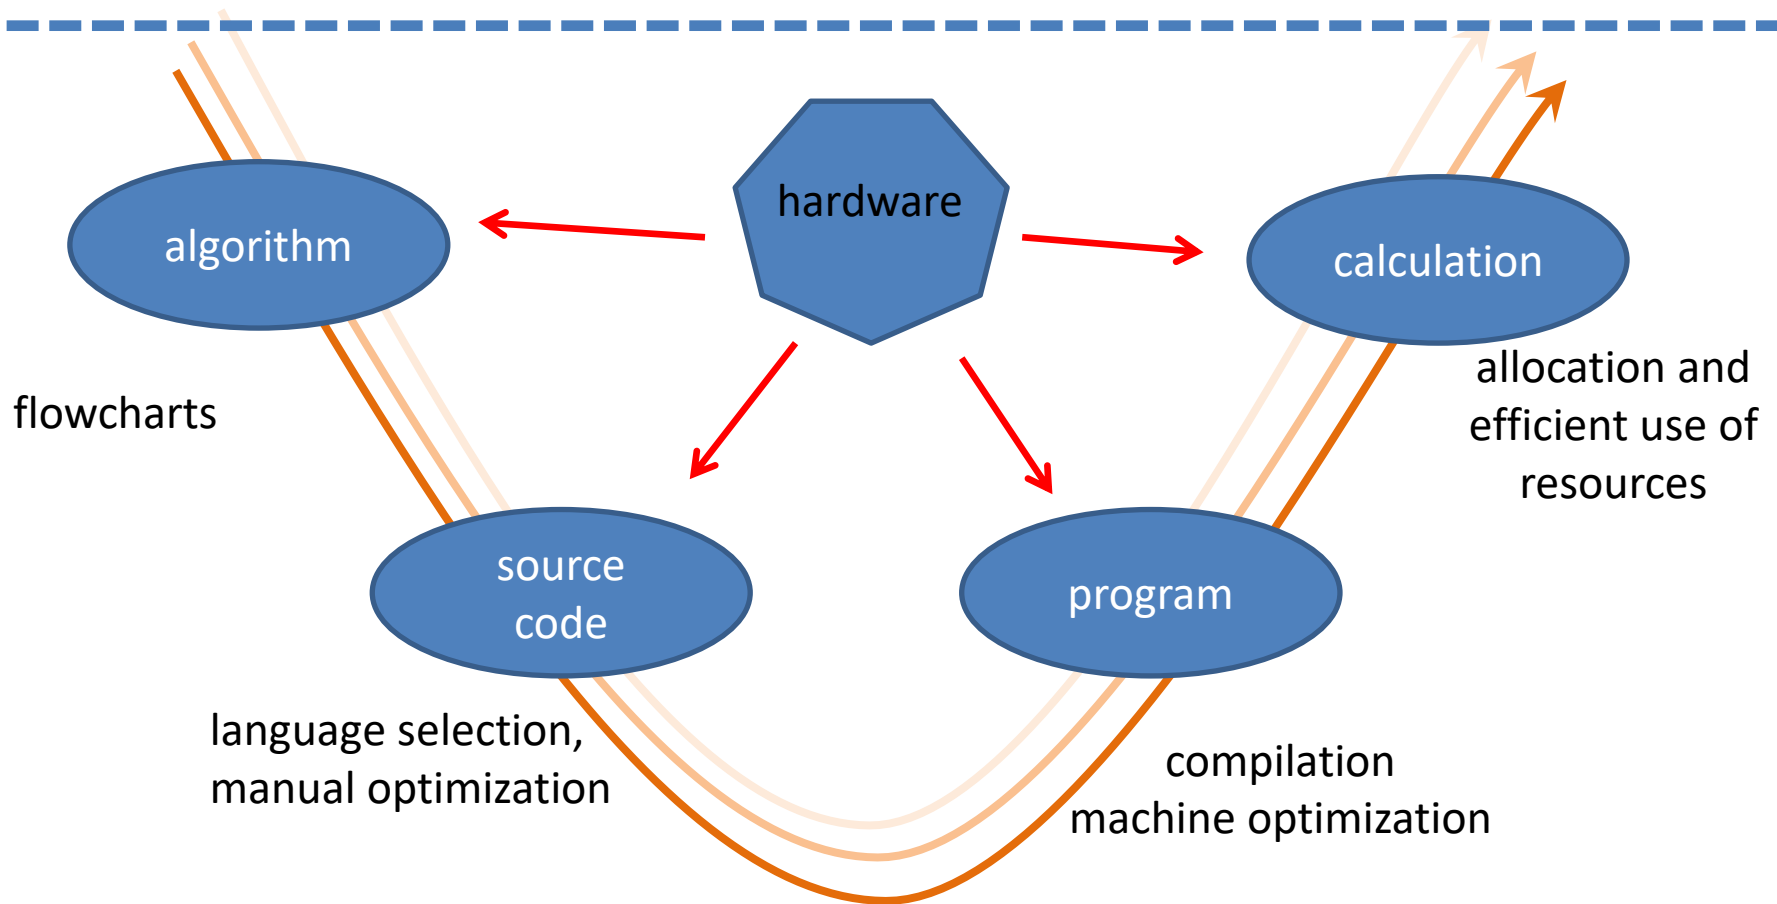 hardware
algorithm
calculation
flowcharts
allocation and
efficient use of
resources
source
code
program
language selection,
manual optimization
compilation
machine optimization